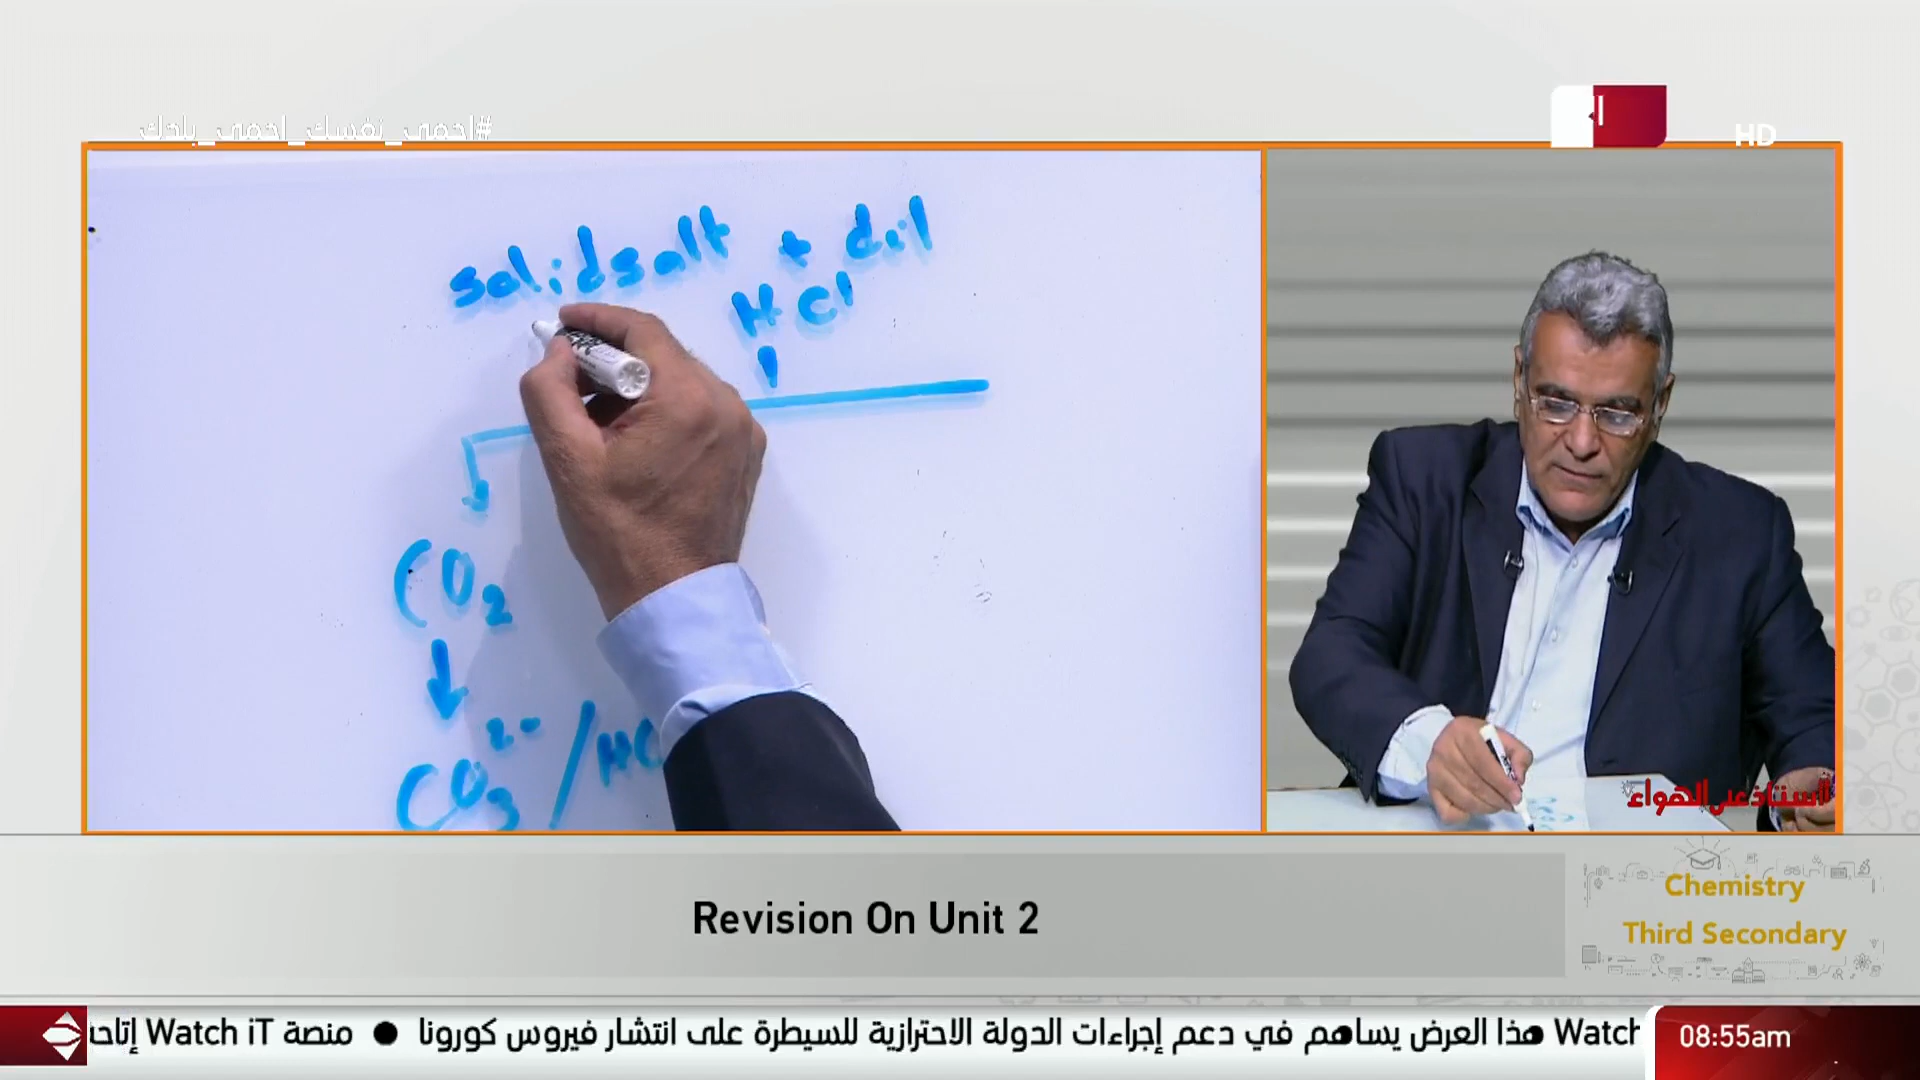 #احمي_نفسك_احمي_بلدك
HD
solid salt + dil
HCl
CO2
CO3 2- / HC
#أستاذ على الهواء
Revision On Unit 2
Chemistry
Third Secondary
Watch هذا العرض يساهم في دعم إجراءات الدولة الاحترازية للسيطرة على انتشار فيروس كورونا ● منصة Watch iT إتاحة
08:55am